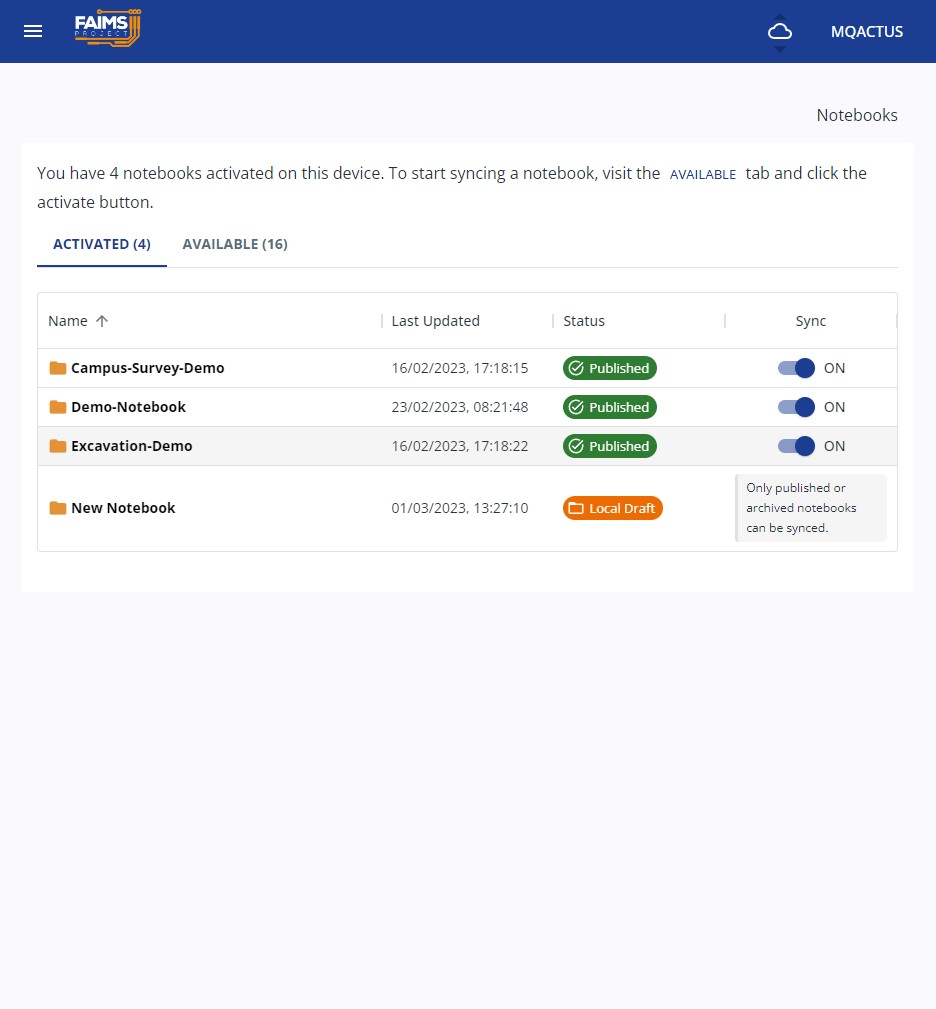 FAIMS
PROJECT
MQACTUS
Notebooks
You have 4 notebooks activated on this device. To start syncing a notebook, visit the AVAILABLE tab and click the
activate button.
ACTIVATED (4) AVAILABLE (16)
Name Last Updated Status Sync
Campus-Survey-Demo 16/02/2023, 17:18:15 Published ON
Demo-Notebook 23/02/2023, 08:21:48 Published ON
Excavation-Demo 16/02/2023, 17:18:22 Published ON
New Notebook 01/03/2023, 13:27:10 Local Draft
Only published or
archived notebooks
can be synced.